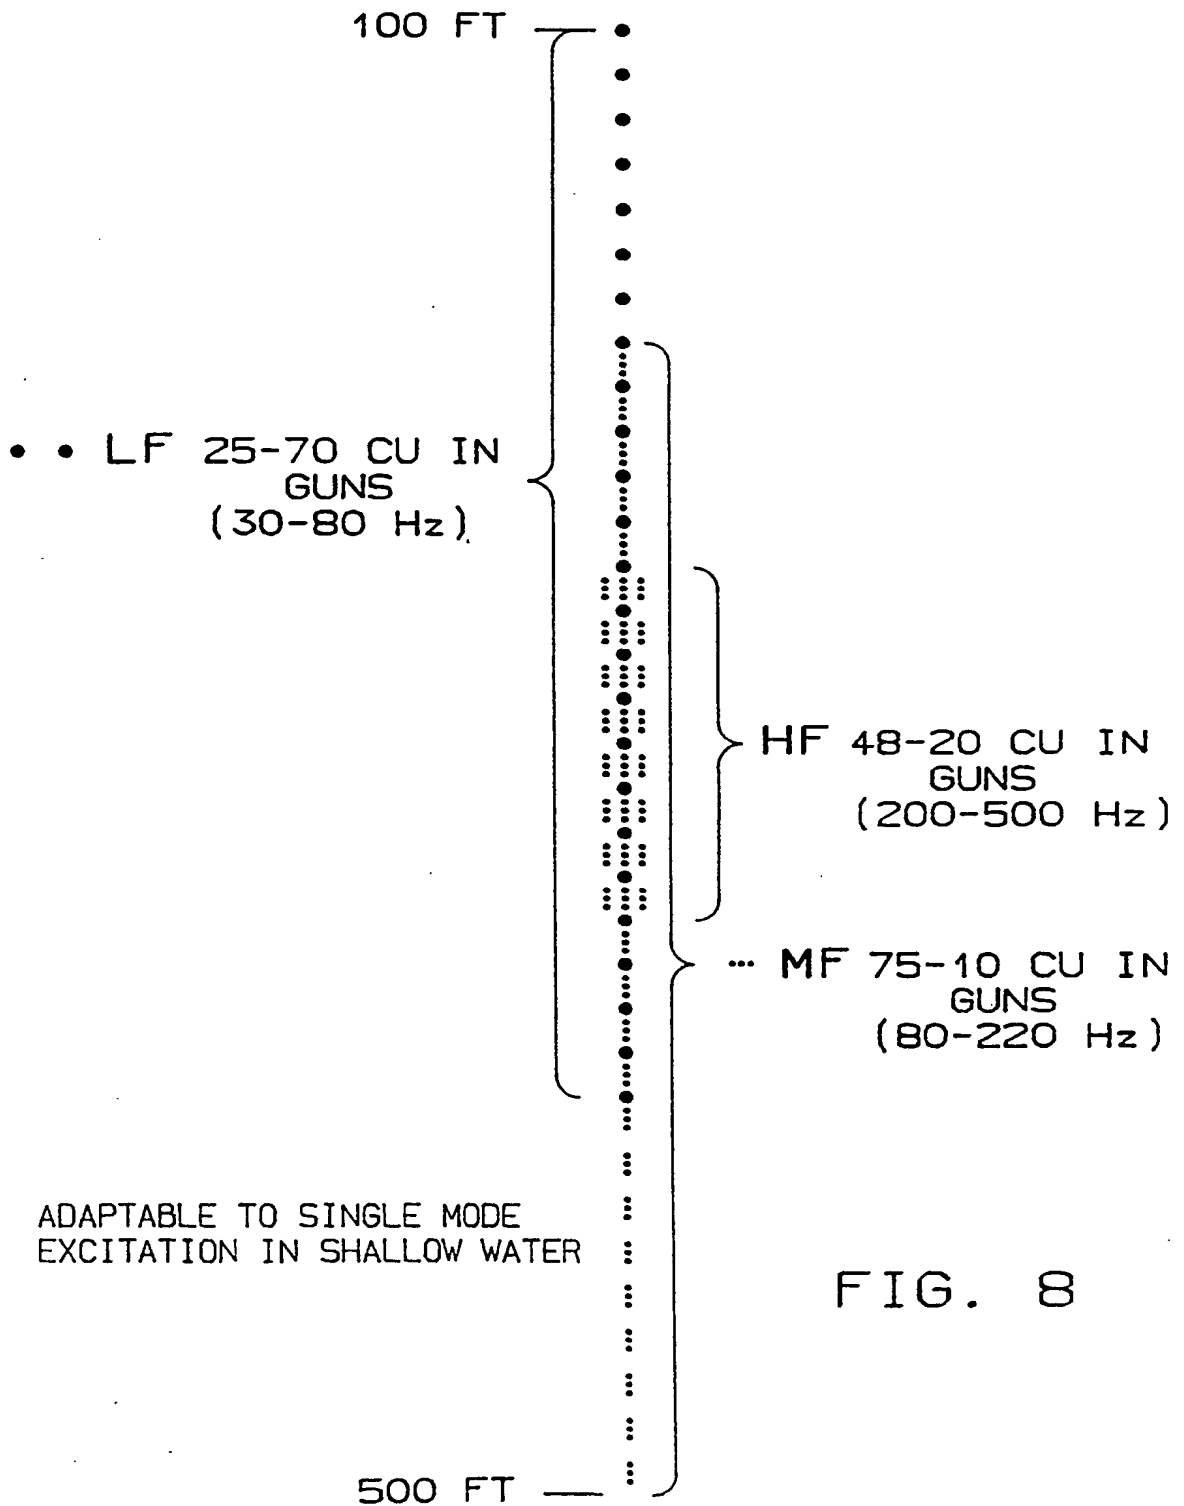 100 FT
LF 25-70 CU IN
GUNS
(30-80 Hz)
HF 48-20 CU IN
GUNS
(200-500 Hz)
MF 75-10 CU IN
GUNS
(80-220 Hz)
ADAPTABLE TO SINGLE MODE
EXCITATION IN SHALLOW WATER
FIG. 8
500 FT